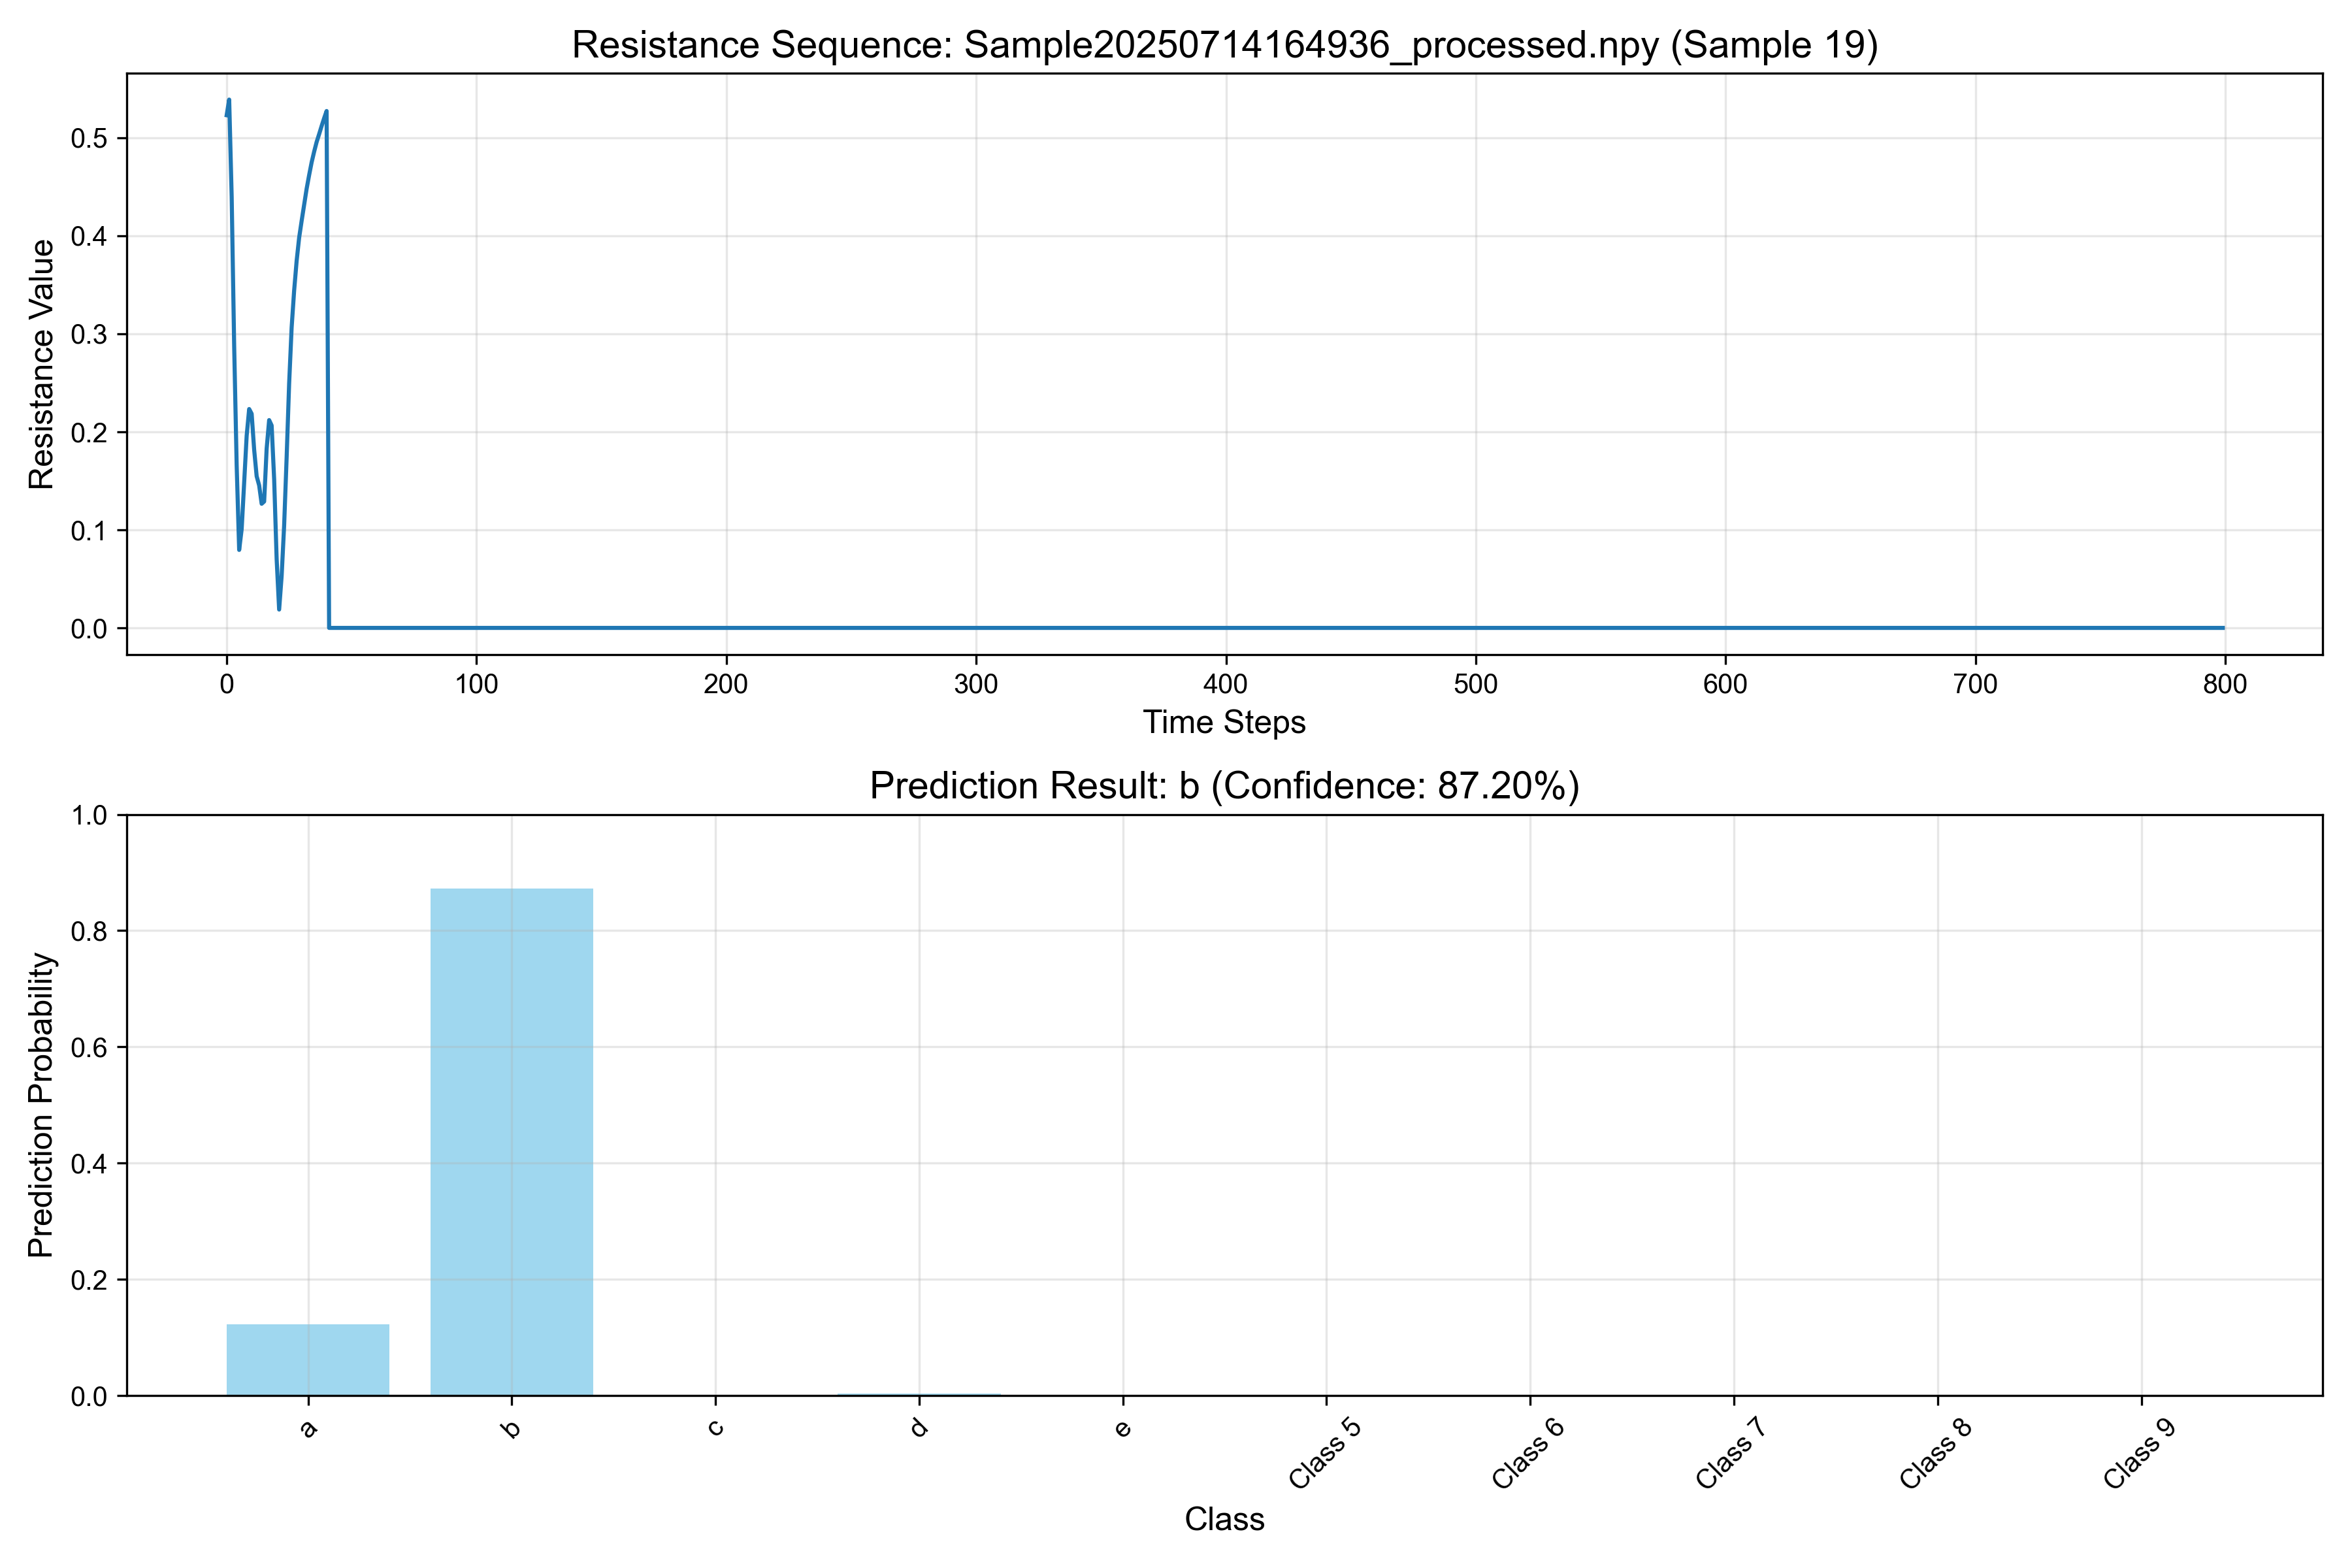 Resistance Sequence: Sample20250714164936_processed.npy (Sample 19)
Resistance Value
0.5
0.4
0.3
0.2
0.1
0.0
0 100 200 300 400 500 600 700 800
Time Steps
Prediction Result: b (Confidence: 87.20%)
Prediction Probability
1.0
0.8
0.6
0.4
0.2
0.0
a b c d e Class 5 Class 6 Class 7 Class 8 Class 9
Class